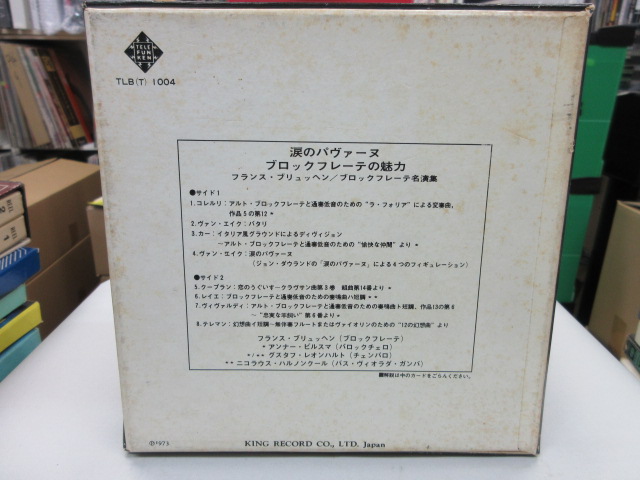 TELE
FUN
KEN
TLB(T) 1004
涙のパヴァーヌ
ブロックフレーテの魅力
フランス・ブリュッヘン/ブロックフレーテ名演集
●サイド1
1.コレルリ:アルト・ブロックフレーテと通奏低音のための"ラ・フォリア"による変奏曲,
作品5の第12 *
2.ヴァン・エイク:バタリ
3.カー:イタリア風グラウンドによるディヴィジョン
〜アルト・ブロックフレーテと通奏低音のための"愉快な仲間"より *
4.ヴァン・エイク:涙のパヴァーヌ
(ジョン・ダウランドの「涙のパヴァーヌ」による4つのフィギュレーション)
●サイド2
5.クープラン:恋のうぐいす—クラヴサン曲第3巻 組曲第14番より *
6.レイエ:ブロックフレーテと通奏低音のための奏鳴曲ハ短調 * *
7.ヴィヴァルディ:アルト・ブロックフレーテと通奏低音のための奏鳴曲ト短調,作品13の第6
〜"忠実な羊飼い"第6番より *
8.テレマン:幻想曲イ短調—無伴奏フルートまたはヴァイオリンのための"12の幻想曲"より
フランス・ブリュッヘン(ブロックフレーテ)
* アンナー・ビルスマ(バロックチェロ)
*/** グスタフ・レオンハルト(チェンバロ)
** ニコラウス・ハルノンクール(バス・ヴィオラダ・ガンバ)
■解説は中のカードをごらんください。
Ⓟ1973
KING RECORD CO., LTD. Japan